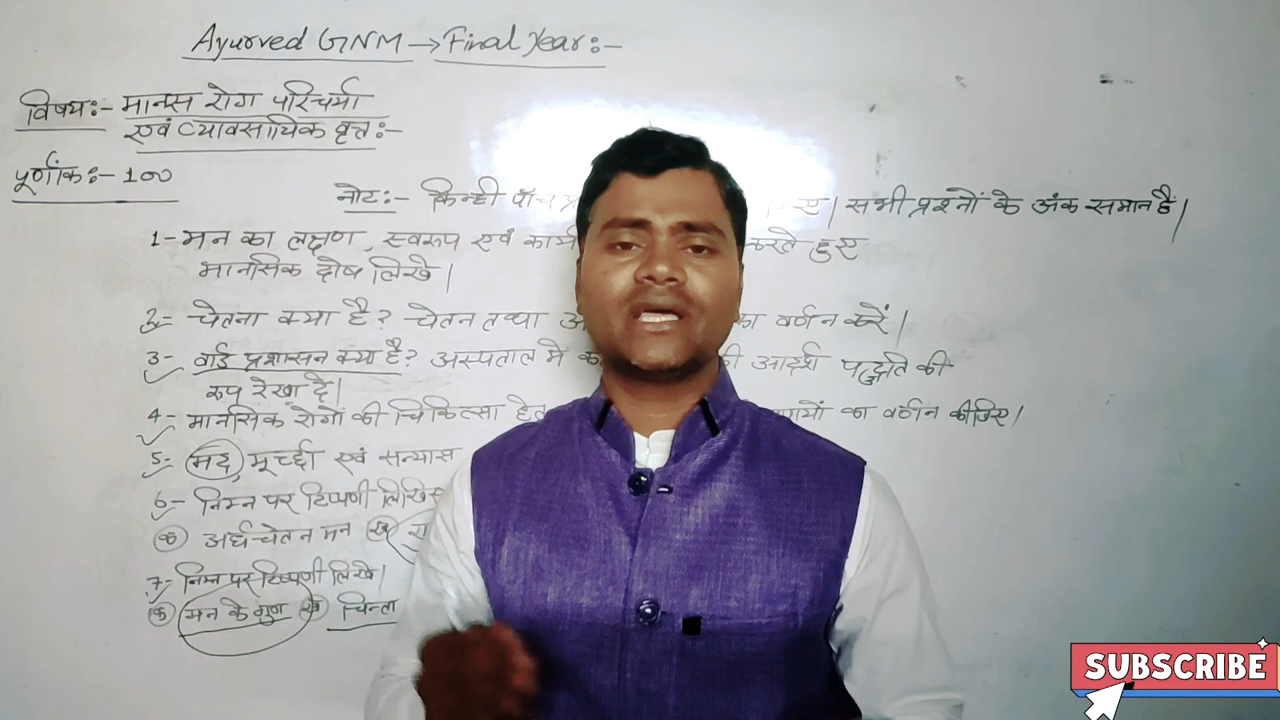 Ayurved GNM → Final Year:-
विषय:- मानस रोग परिचर्या
एवं व्यावसायिक वृत्त:-
पूर्णांक:- 100
नोट:- किन्ही पाँच ए। सभी प्रश्नों के अंक समान है।
1- मन का लक्षण, स्वरूप एवं कार्य करते हुए
मानसिक दोष लिखे।
2- चेतना क्या है? चेतन तथा का वर्णन करें।
3- वार्ड प्रशासन क्या है? अस्पताल मे की आदर्श पद्धति की
रूप रेखा दे।
4- मानसिक रोगों की चिकित्सा हेतु का वर्णन कीजिए।
5- मद, मूर्च्छा एवं सन्यास
6- निम्न पर टिप्पणी लिखिए
क अर्धचेतन मन ख
7- निम्न पर टिप्पणी लिखे।
क मन के गुण ख चिन्ता
SUBSCRIBE